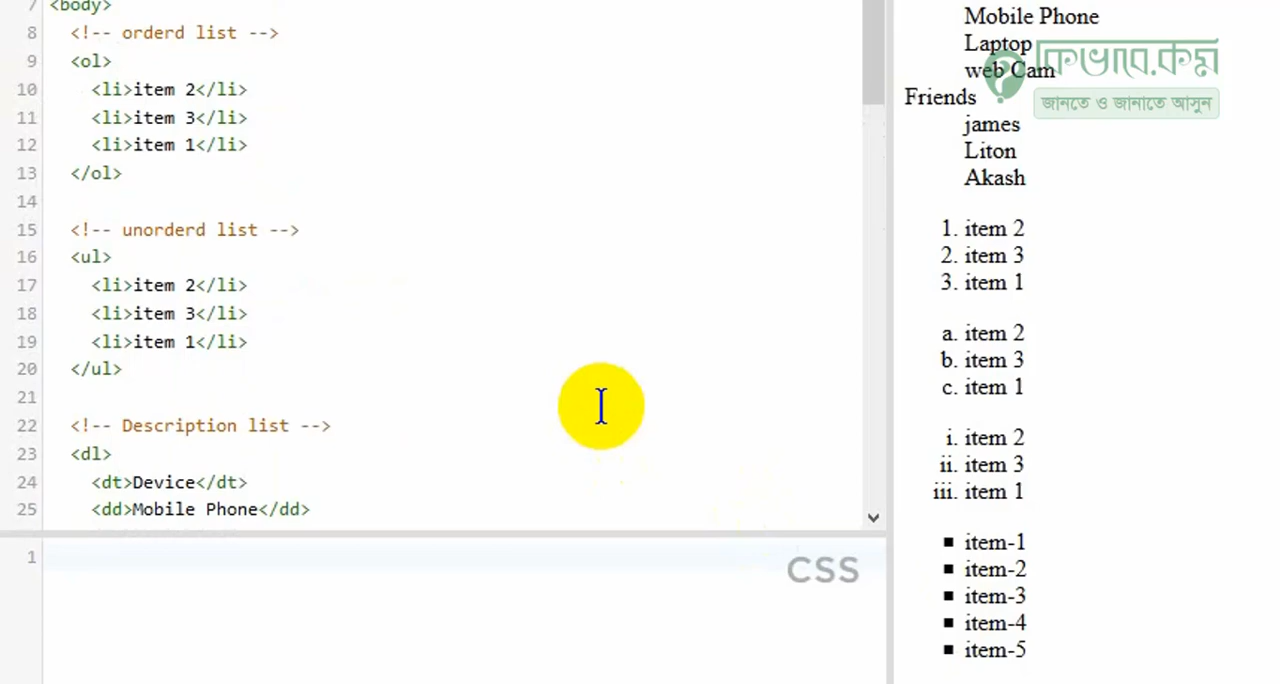 7 <body>
8 <!-- orderd list -->
9 <ol>
10 <li>item 2</li>
11 <li>item 3</li>
12 <li>item 1</li>
13 </ol>
14
15 <!-- unorderd list -->
16 <ul>
17 <li>item 2</li>
18 <li>item 3</li>
19 <li>item 1</li>
20 </ul>
21
22 <!-- Description list -->
23 <dl>
24 <dt>Device</dt>
25 <dd>Mobile Phone</dd>
1
CSS
Mobile Phone
Laptop
web Cam
Friends
james
Liton
Akash
1. item 2
2. item 3
3. item 1
a. item 2
b. item 3
c. item 1
i. item 2
ii. item 3
iii. item 1
■ item-1
■ item-2
■ item-3
■ item-4
■ item-5
কিভাবে.কম
জানতে ও জানাতে আসুন